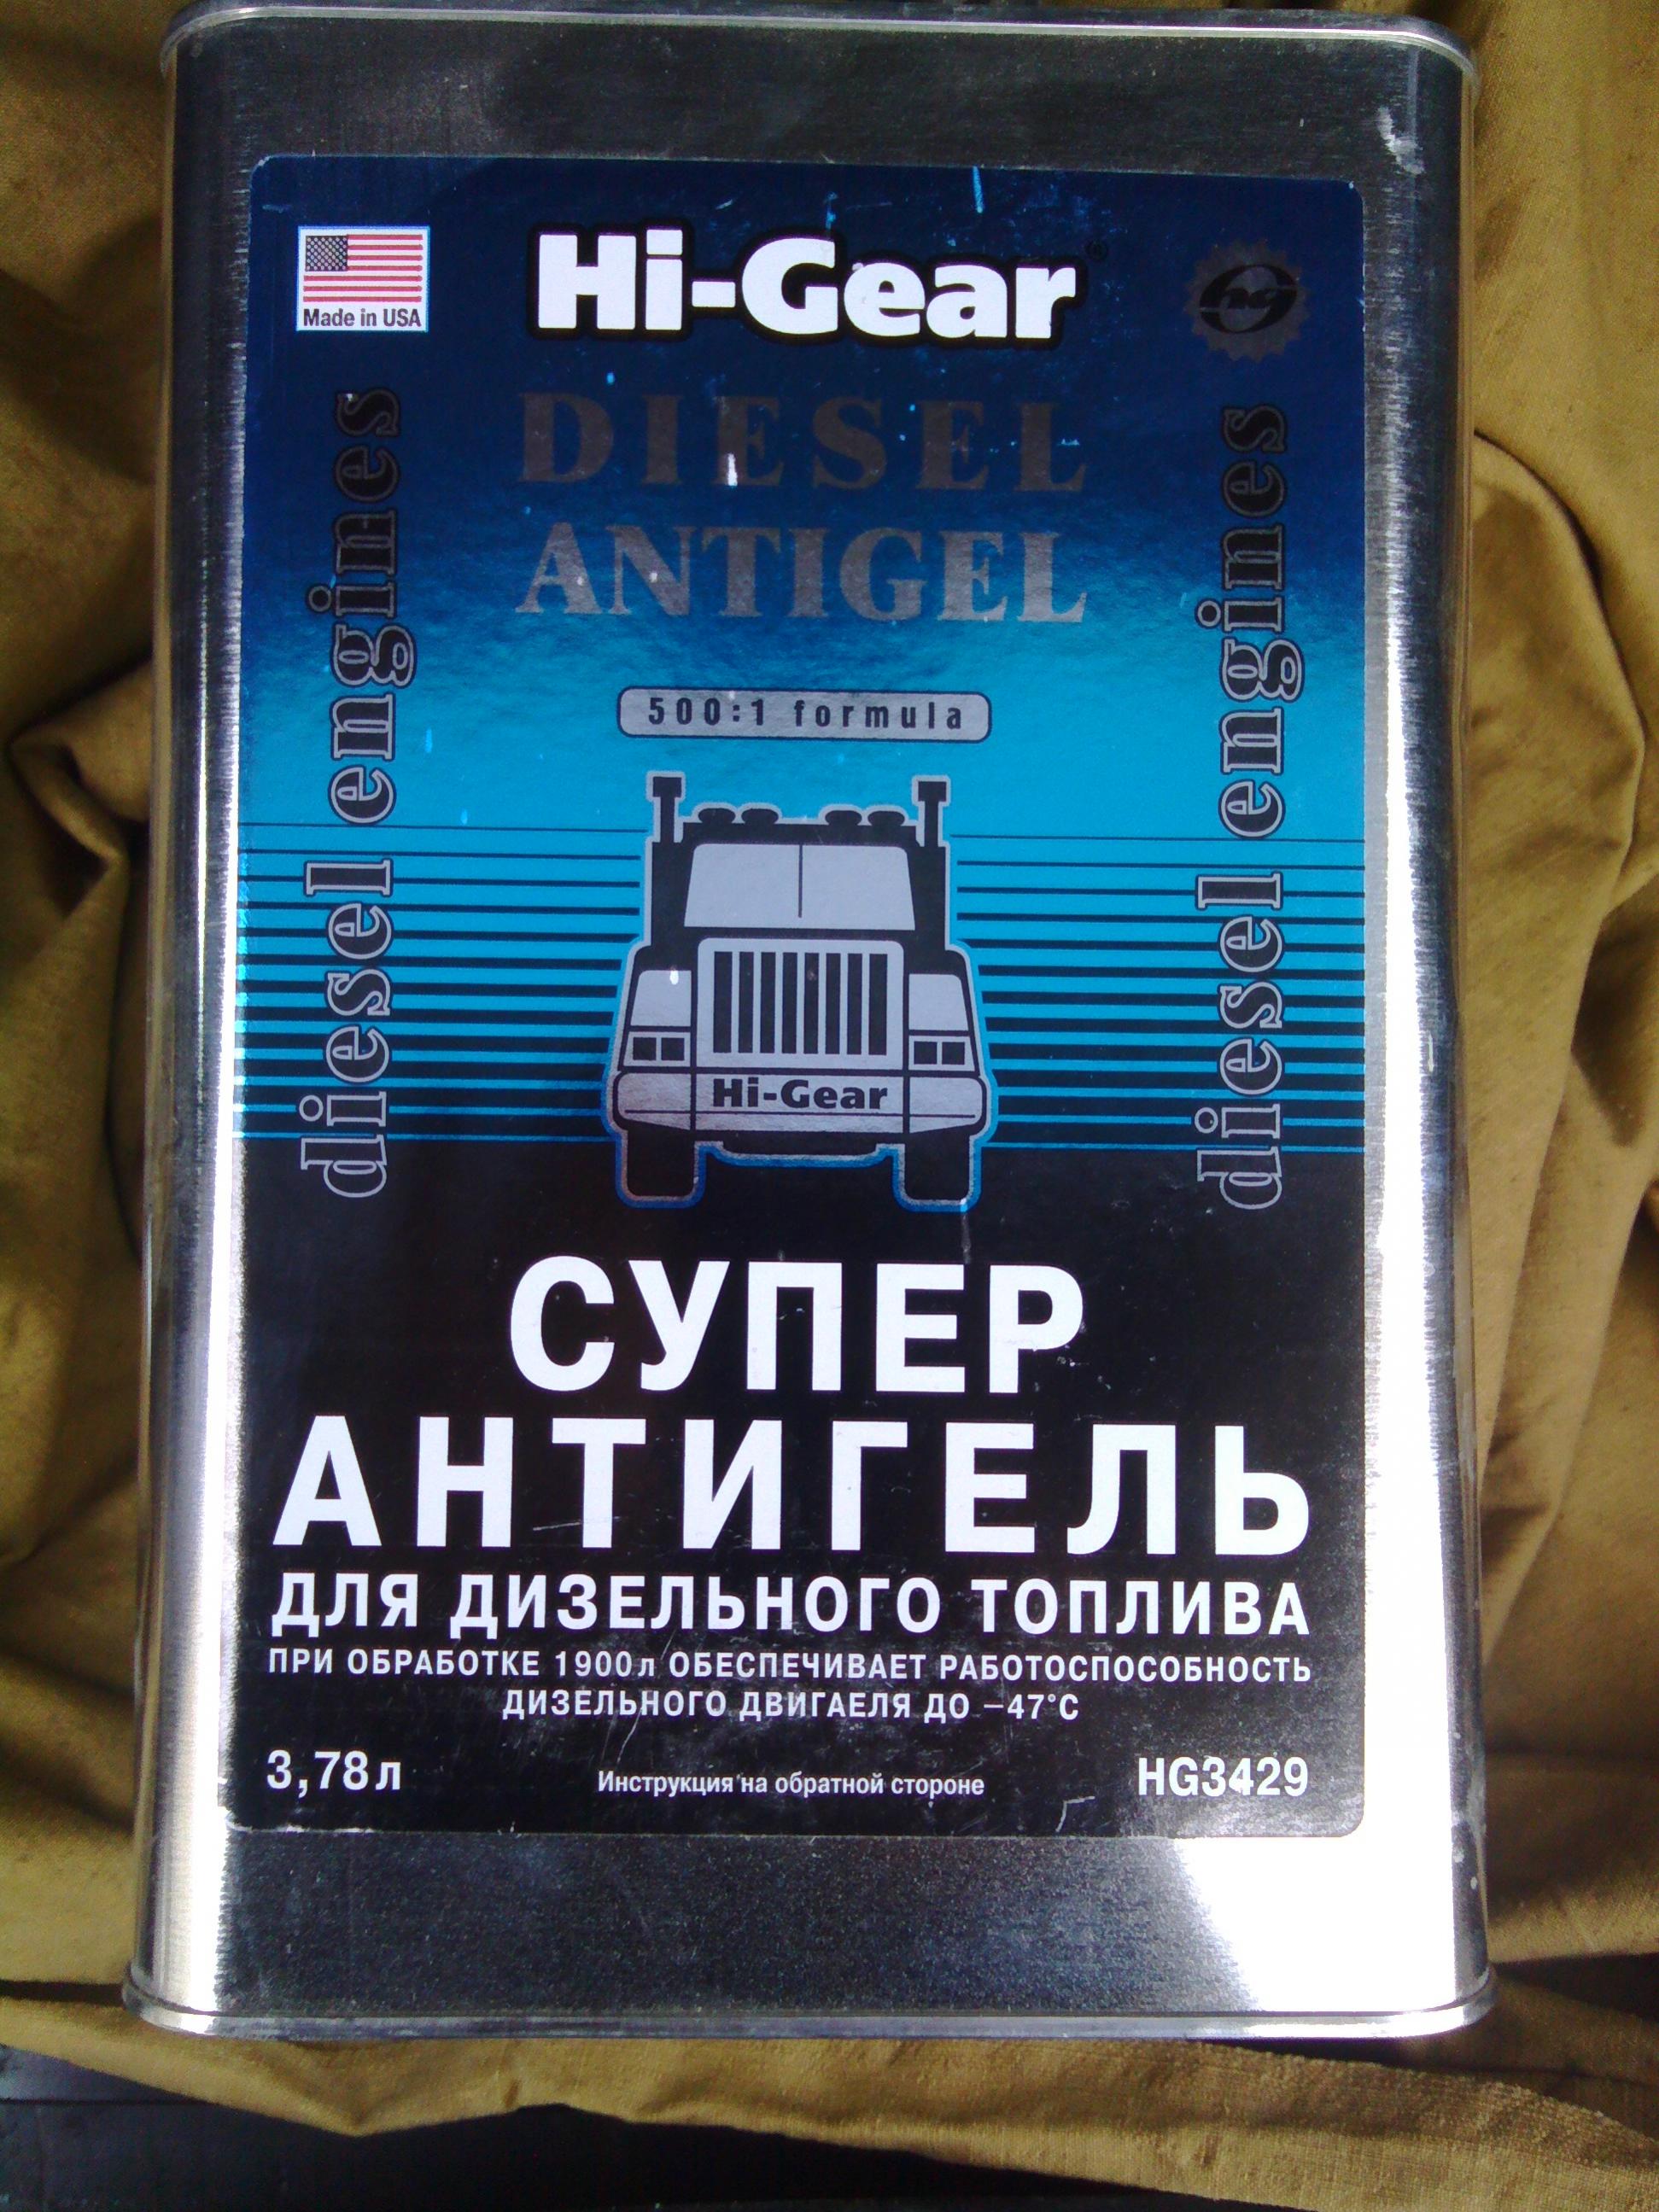 Made in USA
Hi-Gear®
hg
DIESEL
ANTIGEL
500:1 formula
diesel engines
diesel engines
Hi-Gear
СУПЕР
АНТИГЕЛЬ
ДЛЯ ДИЗЕЛЬНОГО ТОПЛИВА
ПРИ ОБРАБОТКЕ 1900л ОБЕСПЕЧИВАЕТ РАБОТОСПОСОБНОСТЬ
ДИЗЕЛЬНОГО ДВИГАЕЛЯ ДО –47°С
3,78л
Инструкция на обратной стороне
HG3429